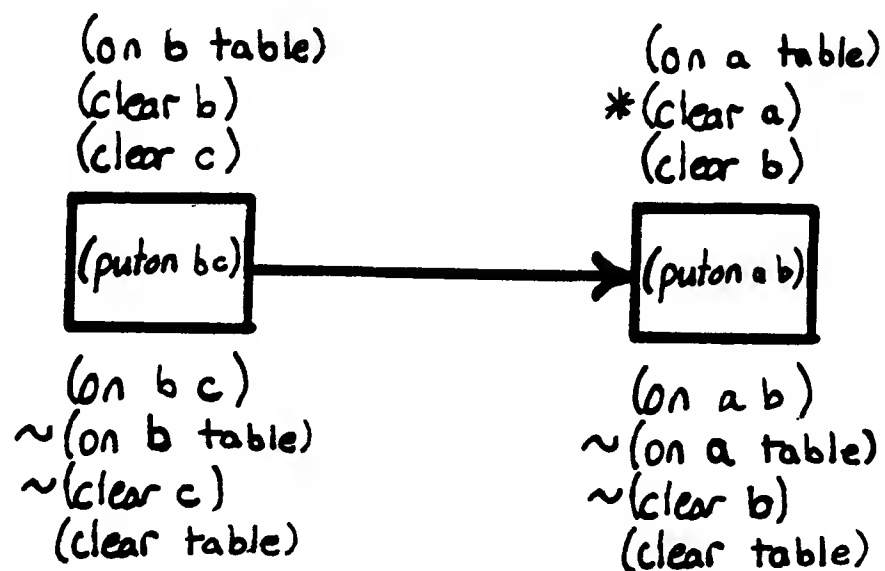 (on b table)
(clear b)
(clear c)
(puton bc)
(on b c)
~(on b table)
~(clear c)
(clear table)
(on a table)
*(clear a)
(clear b)
(puton a b)
(on a b)
~(on a table)
~(clear b)
(clear table)